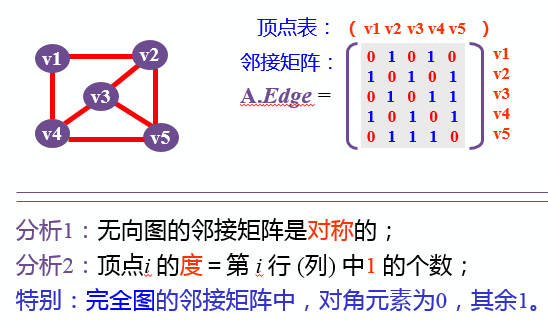 顶点表：（ v1 v2 v3 v4 v5 ）
邻接矩阵：
A.Edge =
0 1 0 1 0 v1
1 0 1 0 1 v2
0 1 0 1 1 v3
1 0 1 0 1 v4
0 1 1 1 0 v5
v1
v2
v3
v4
v5
分析1：无向图的邻接矩阵是对称的；
分析2：顶点i 的度＝第 i 行 (列) 中1 的个数；
特别：完全图的邻接矩阵中，对角元素为0，其余1。